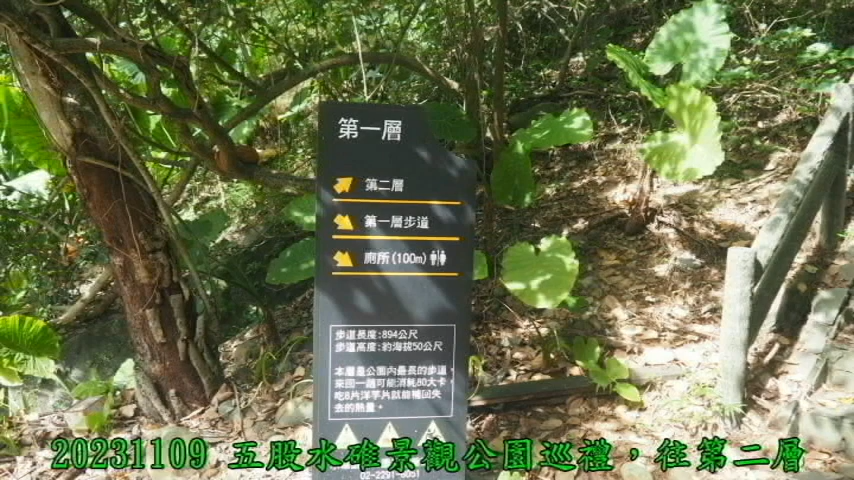 第一層
第二層
第一層步道
廁所(100m)
步道長度:894公尺
步道高度:約海拔50公尺
本層是公園內最長的步道,
來回一趟可能消耗80大卡,
吃8片洋芋片就能補回失
去的熱量。
20231109 五股水碓景觀公園巡禮，往第二層